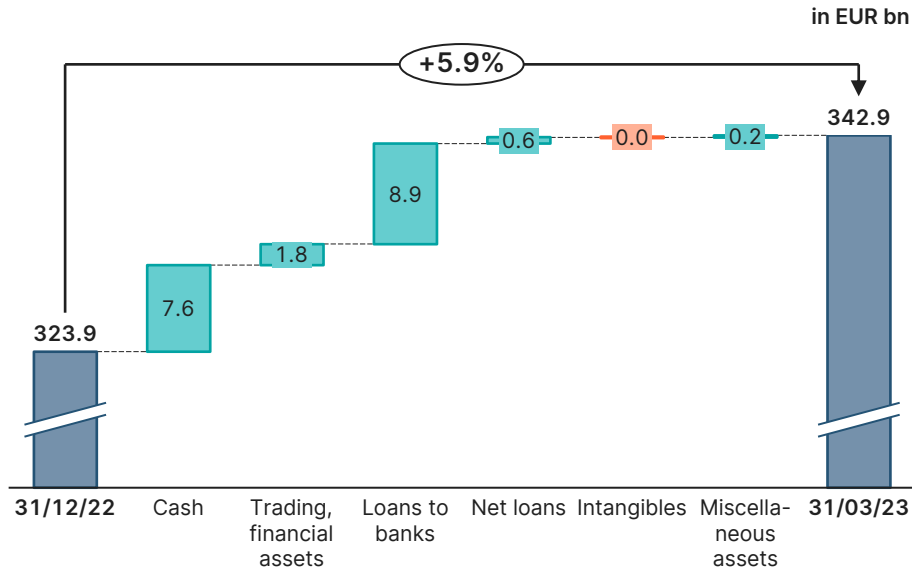 in EUR bn
+5.9%
342.9
0.6
0.0
0.2
8.9
1.8
7.6
323.9
31/12/22
Cash
Trading,
financial
assets
Loans to
banks
Net loans
Intangibles
Miscella-
neous
assets
31/03/23